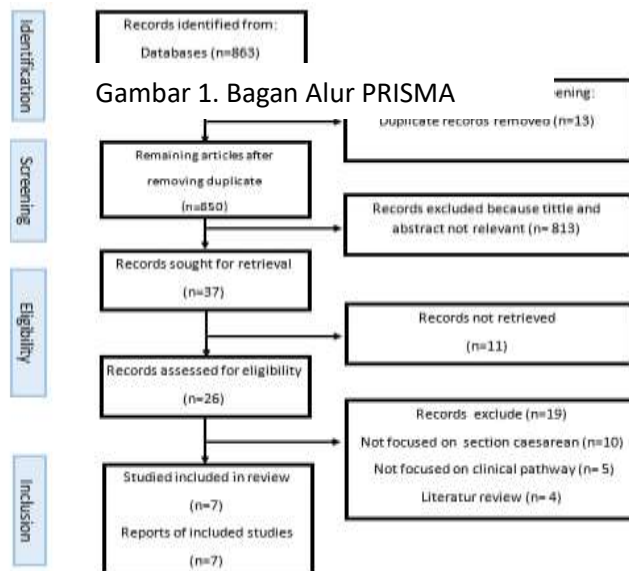 Identification
Records identified from:
Databases (n=863)
Gambar 1. Bagan Alur PRISMA
ening:
Duplicate records removed (n=13)
Screening
Remaining articles after
removing duplicate
(n=850)
Records excluded because tittle and
abstract not relevant (n= 813)
Eligibility
Records sought for retrieval
(n=37)
Records not retrieved
(n=11)
Records assessed for eligibility
(n=26)
Records exclude (n=19)
Not focused on section caesarean (n=10)
Not focused on clinical pathway (n= 5)
Literatur review (n= 4)
Inclusion
Studied included in review
(n=7)
Reports of included studies
(n=7)